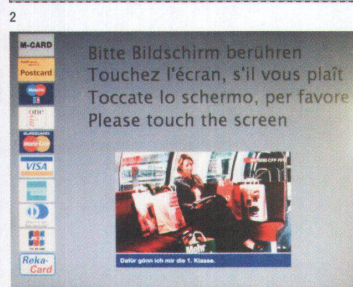 2
M-CARD
Postcard
Bitte Bildschirm berühren
Touchez l'écran, s'il vous plaît
Toccate lo schermo, per favore
Please touch the screen
VISA
Reka-
Card
Mehr
Dafür gönn ich mir die 1. Klasse.